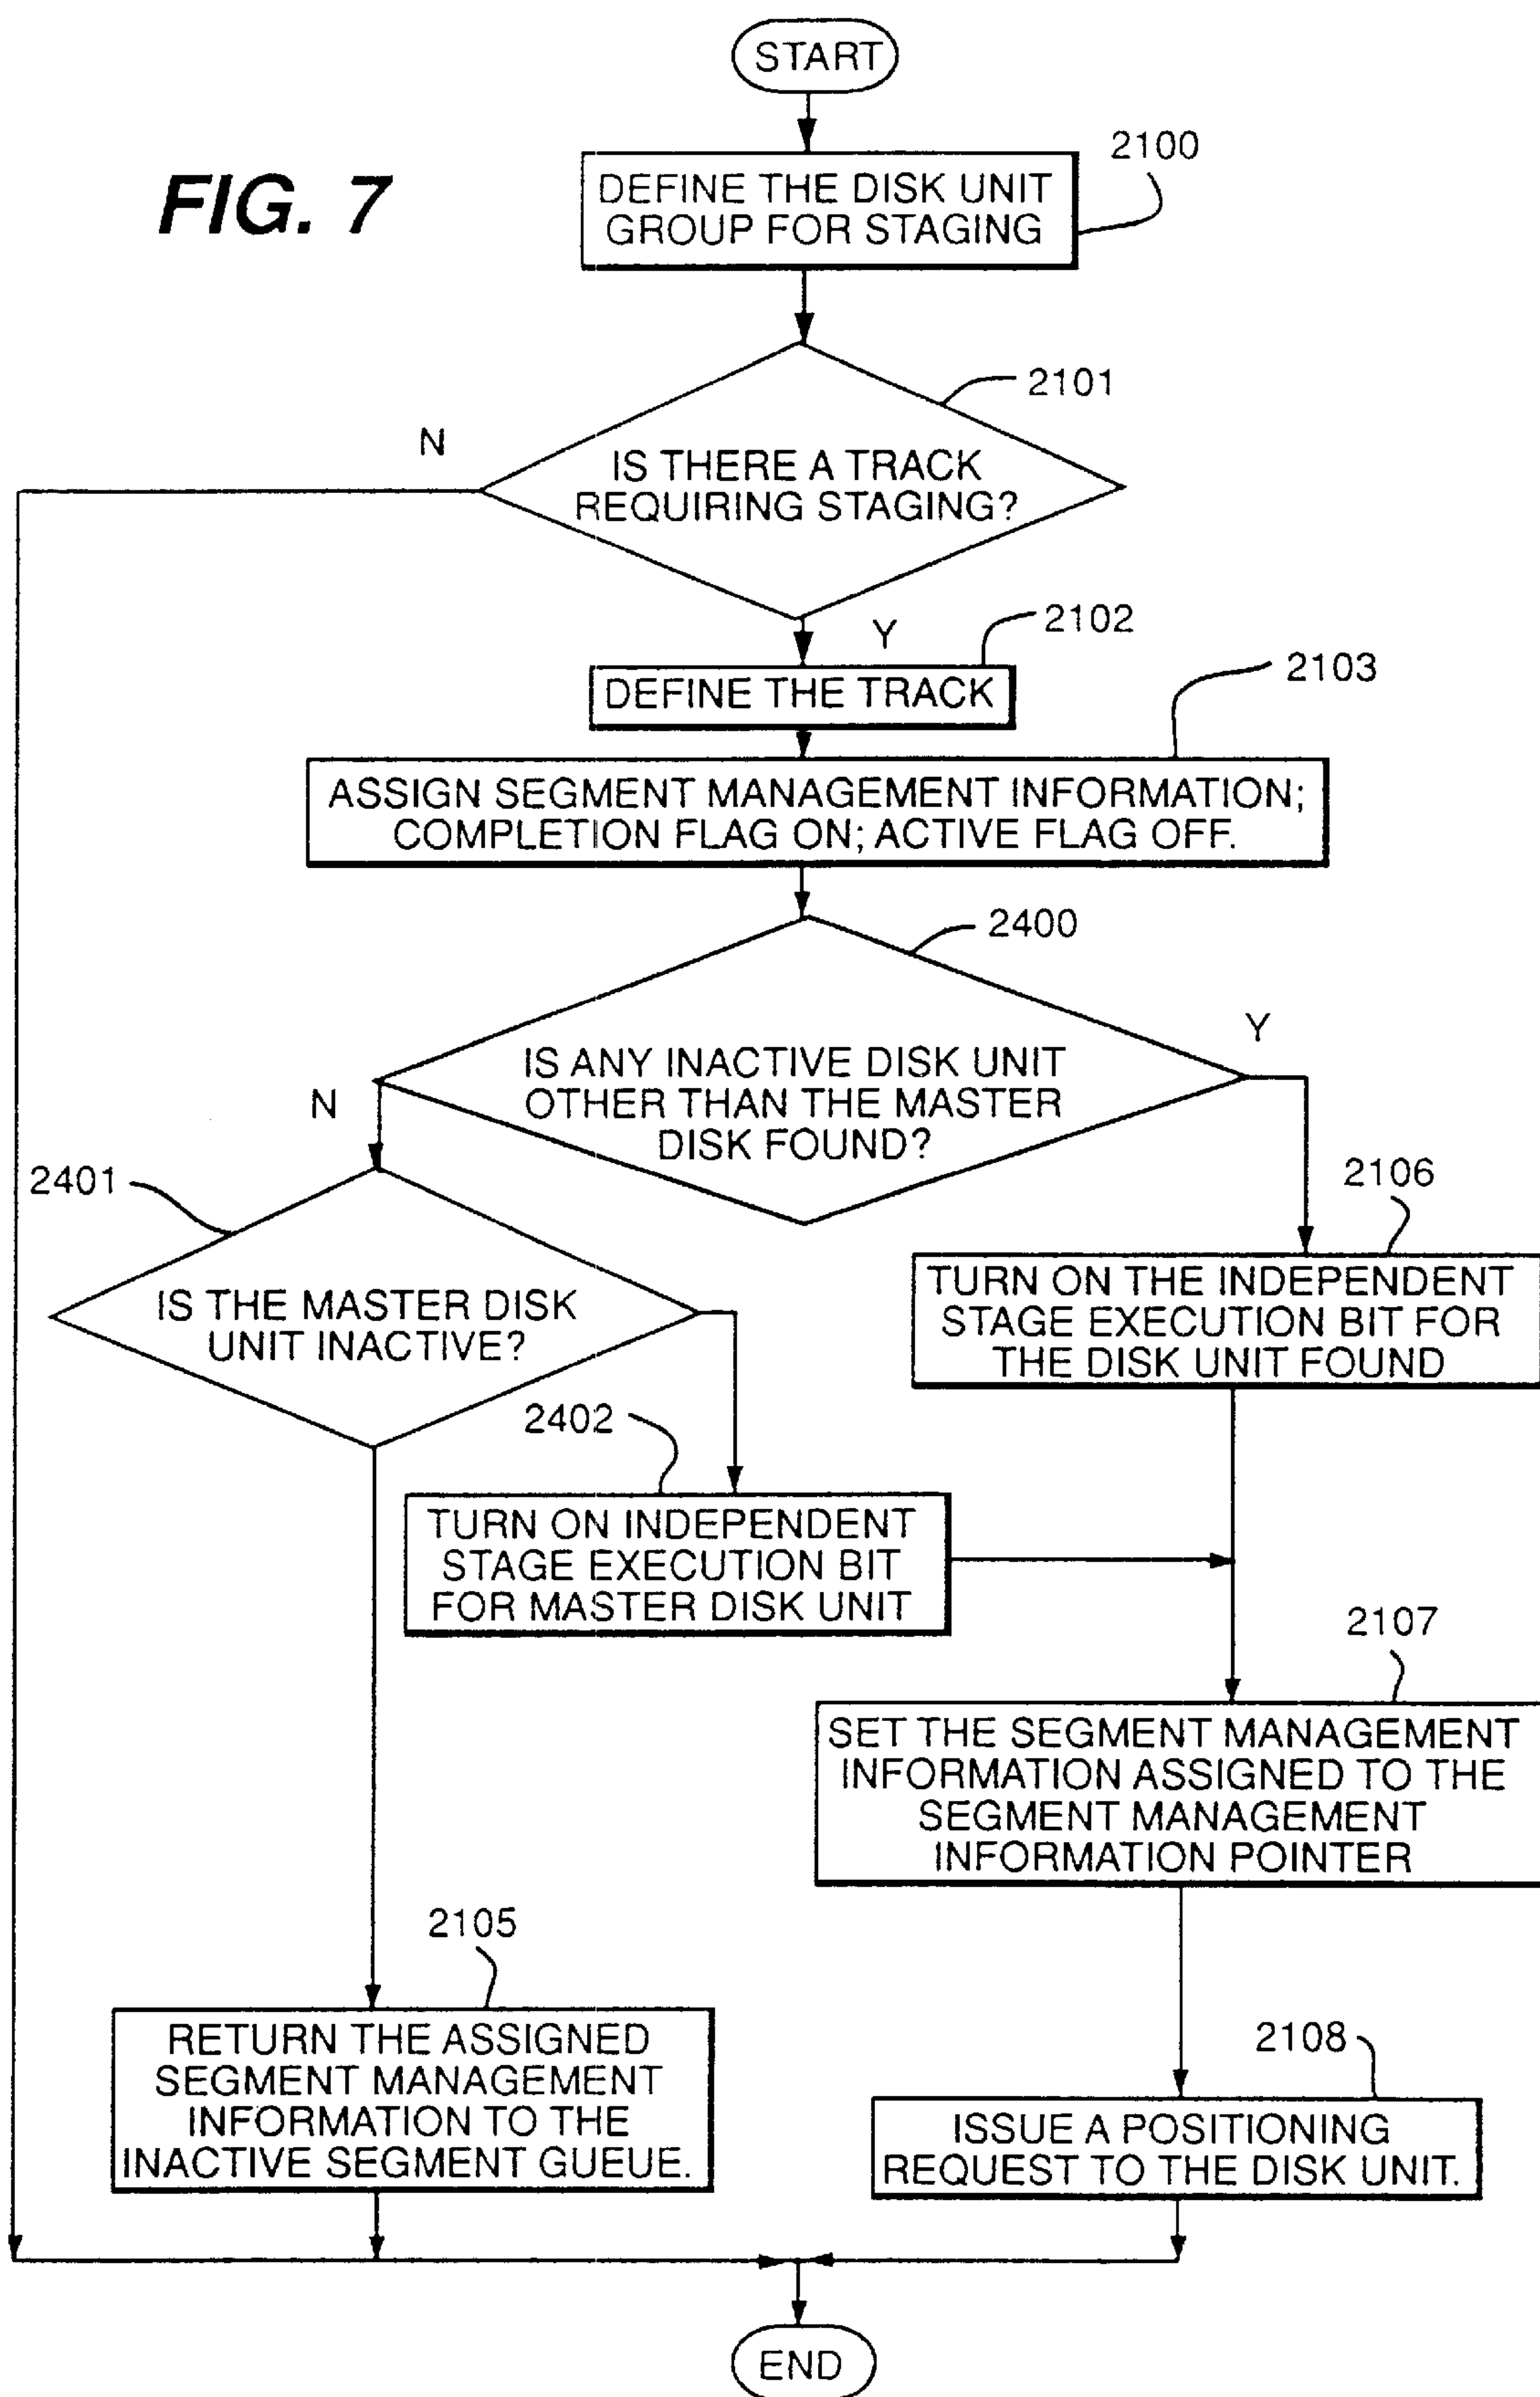 START
FIG. 7
2100
DEFINE THE DISK UNIT
GROUP FOR STAGING
2101
N
IS THERE A TRACK
REQUIRING STAGING?
Y
2102
DEFINE THE TRACK
2103
ASSIGN SEGMENT MANAGEMENT INFORMATION;
COMPLETION FLAG ON; ACTIVE FLAG OFF.
2400
Y
IS ANY INACTIVE DISK UNIT
OTHER THAN THE MASTER
DISK FOUND?
N
2401
2106
IS THE MASTER DISK
UNIT INACTIVE?
TURN ON THE INDEPENDENT
STAGE EXECUTION BIT FOR
THE DISK UNIT FOUND
2402
TURN ON INDEPENDENT
STAGE EXECUTION BIT
FOR MASTER DISK UNIT
2107
SET THE SEGMENT MANAGEMENT
INFORMATION ASSIGNED TO THE
SEGMENT MANAGEMENT
INFORMATION POINTER
2105
RETURN THE ASSIGNED
SEGMENT MANAGEMENT
INFORMATION TO THE
INACTIVE SEGMENT GUEUE.
2108
ISSUE A POSITIONING
REQUEST TO THE DISK UNIT.
END